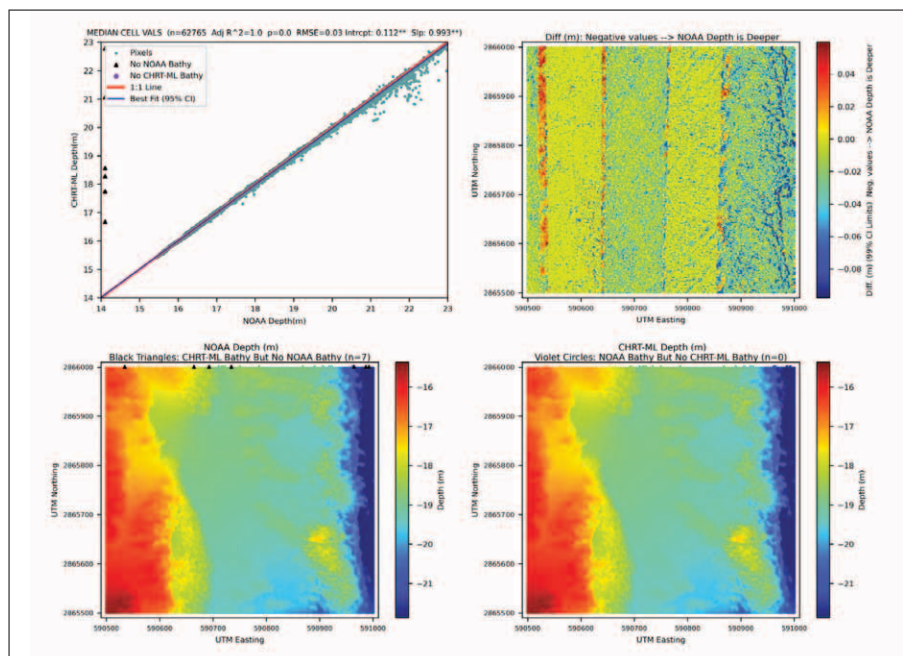 MEDIAN CELL VALS (n=62765 Adj R^2=1.0 p=0.0 RMSE=0.03 Intrcpt: 0.112** Slp: 0.993**)
23
22
21
20
19
18
17
16
15
14
CHRT-ML Depth(m)
Pixels
No NOAA Bathy
No CHRT-ML Bathy
1:1 Line
Best Fit (95% CI)
14 15 16 17 18 19 20 21 22 23
NOAA Depth(m)
Diff (m): Negative values --> NOAA Depth is Deeper
2866000
2865900
2865800
2865700
2865600
2865500
UTM Northing
590500 590600 590700 590800 590900 591000
UTM Easting
0.04
0.02
0.00
−0.02
−0.04
−0.06
−0.08
Diff. (m) (99% CI Limits) Neg. values --> NOAA Depth is Deeper
NOAA Depth (m)
Black Triangles: CHRT-ML Bathy But No NOAA Bathy (n=7)
2866000
2865900
2865800
2865700
2865600
2865500
UTM Northing
590500 590600 590700 590800 590900 591000
UTM Easting
−16
−17
−18
−19
−20
−21
Depth (m)
CHRT-ML Depth (m)
Violet Circles: NOAA Bathy But No CHRT-ML Bathy (n=0)
2866000
2865900
2865800
2865700
2865600
2865500
UTM Northing
590500 590600 590700 590800 590900 591000
UTM Easting
−16
−17
−18
−19
−20
−21
Depth (m)